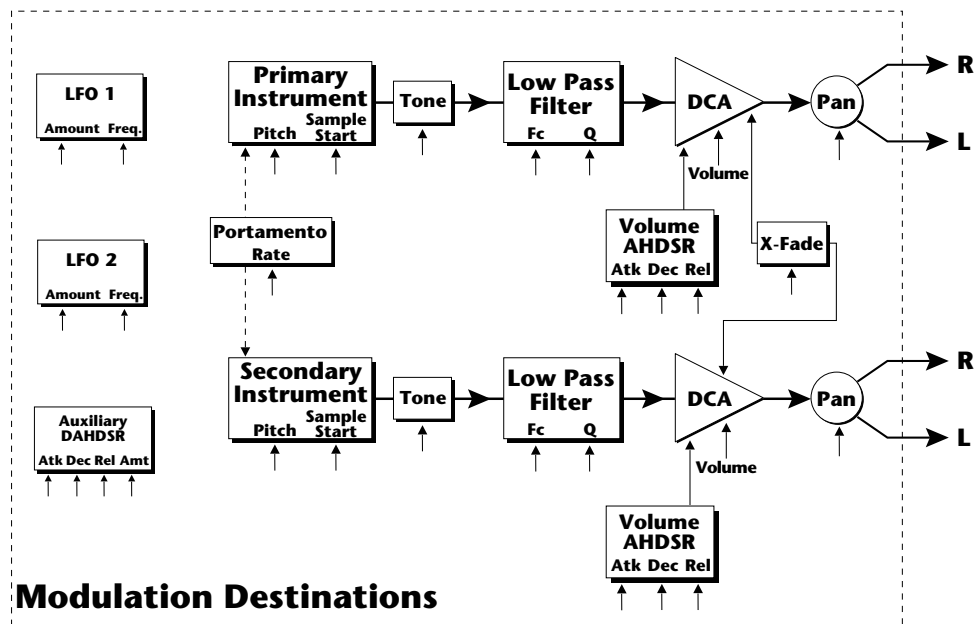 LFO 1
Amount Freq.
Primary
Instrument
Pitch
Sample
Start
Tone
Low Pass
Filter
Fc Q
DCA
Volume
Pan
R
L
Portamento
Rate
Volume
AHDSR
Atk Dec Rel
X-Fade
LFO 2
Amount Freq.
Secondary
Instrument
Pitch
Sample
Start
Tone
Low Pass
Filter
Fc Q
DCA
Volume
Pan
R
L
Auxiliary
DAHDSR
Atk Dec Rel Amt
Volume
AHDSR
Atk Dec Rel
Modulation Destinations